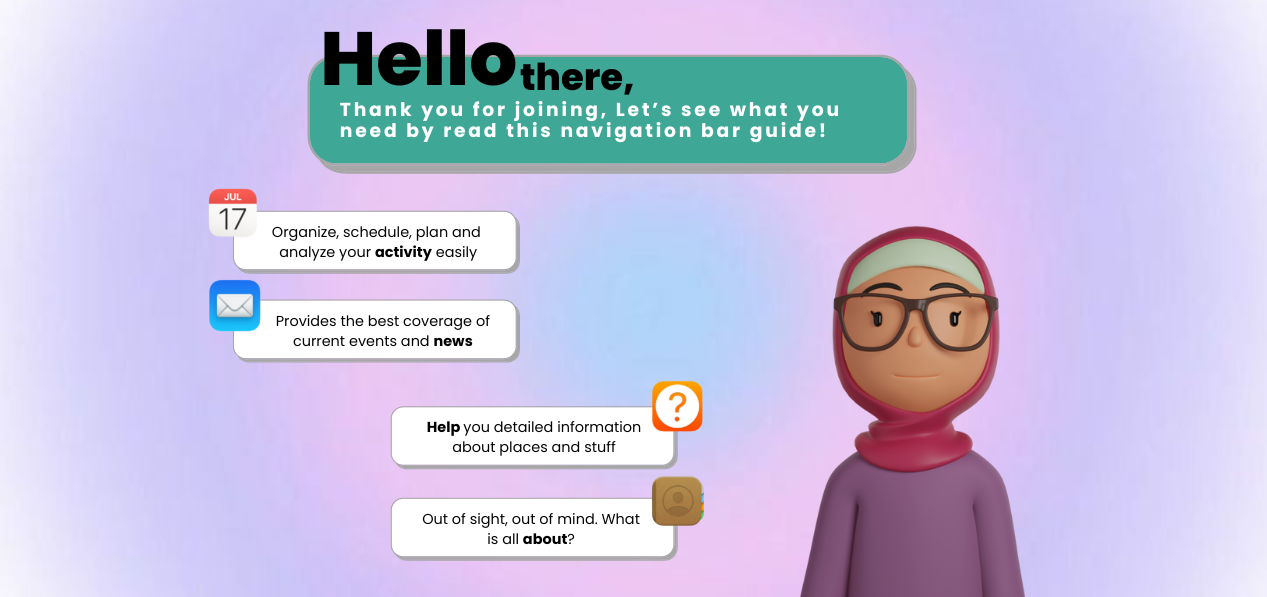 Hello there,
Thank you for joining, Let’s see what you
need by read this navigation bar guide!
JUL
17
Organize, schedule, plan and
analyze your activity easily
Provides the best coverage of
current events and news
?
Help you detailed information
about places and stuff
Out of sight, out of mind. What
is all about?